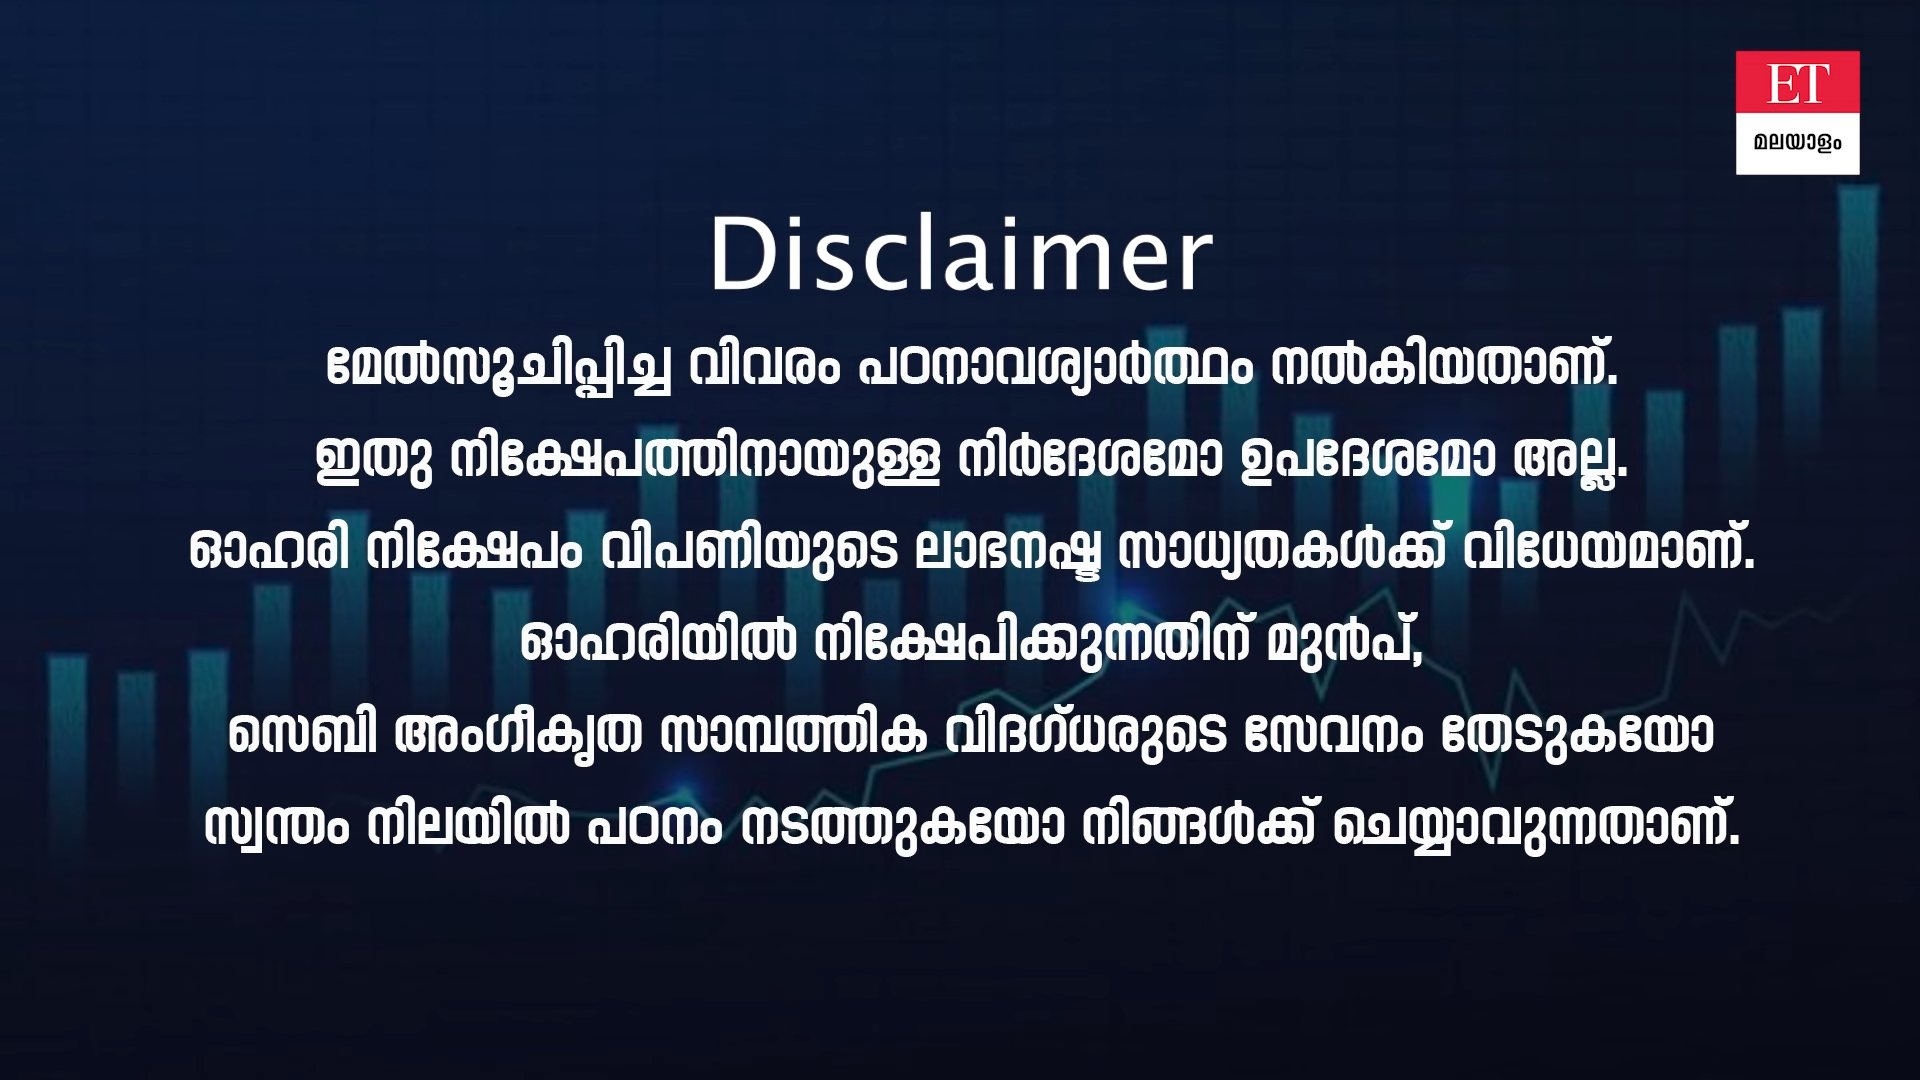 ET
മലയാളം
Disclaimer
മേൽസൂചിപ്പിച്ച വിവരം പഠനാവശ്യാർത്ഥം നൽകിയതാണ്.
ഇതു നിക്ഷേപത്തിനായുള്ള നിർദേശമോ ഉപദേശമോ അല്ല.
ഓഹരി നിക്ഷേപം വിപണിയുടെ ലാഭനഷ്ട സാധ്യതകൾക്ക് വിധേയമാണ്.
ഓഹരിയിൽ നിക്ഷേപിക്കുന്നതിന് മുൻപ്,
സെബി അംഗീകൃത സാമ്പത്തിക വിദഗ്ധരുടെ സേവനം തേടുകയോ
സ്വന്തം നിലയിൽ പഠനം നടത്തുകയോ നിങ്ങൾക്ക് ചെയ്യാവുന്നതാണ്.